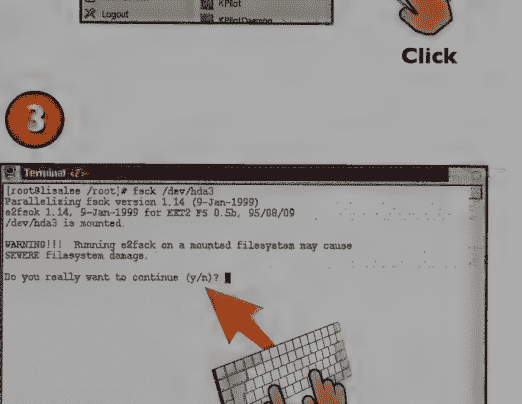 KPilot
Logout
KPilotDaemon
Click
3
Terminal <2>
[root@lisalee /root]# fsck /dev/hda3
Parallelizing fsck version 1.14 (9-Jan-1999)
e2fsck 1.14, 9-Jan-1999 for EXT2 FS 0.5b, 95/08/09
/dev/hda3 is mounted.
WARNING!!! Running e2fsck on a mounted filesystem may cause
SEVERE filesystem damage.
Do you really want to continue (y/n)?